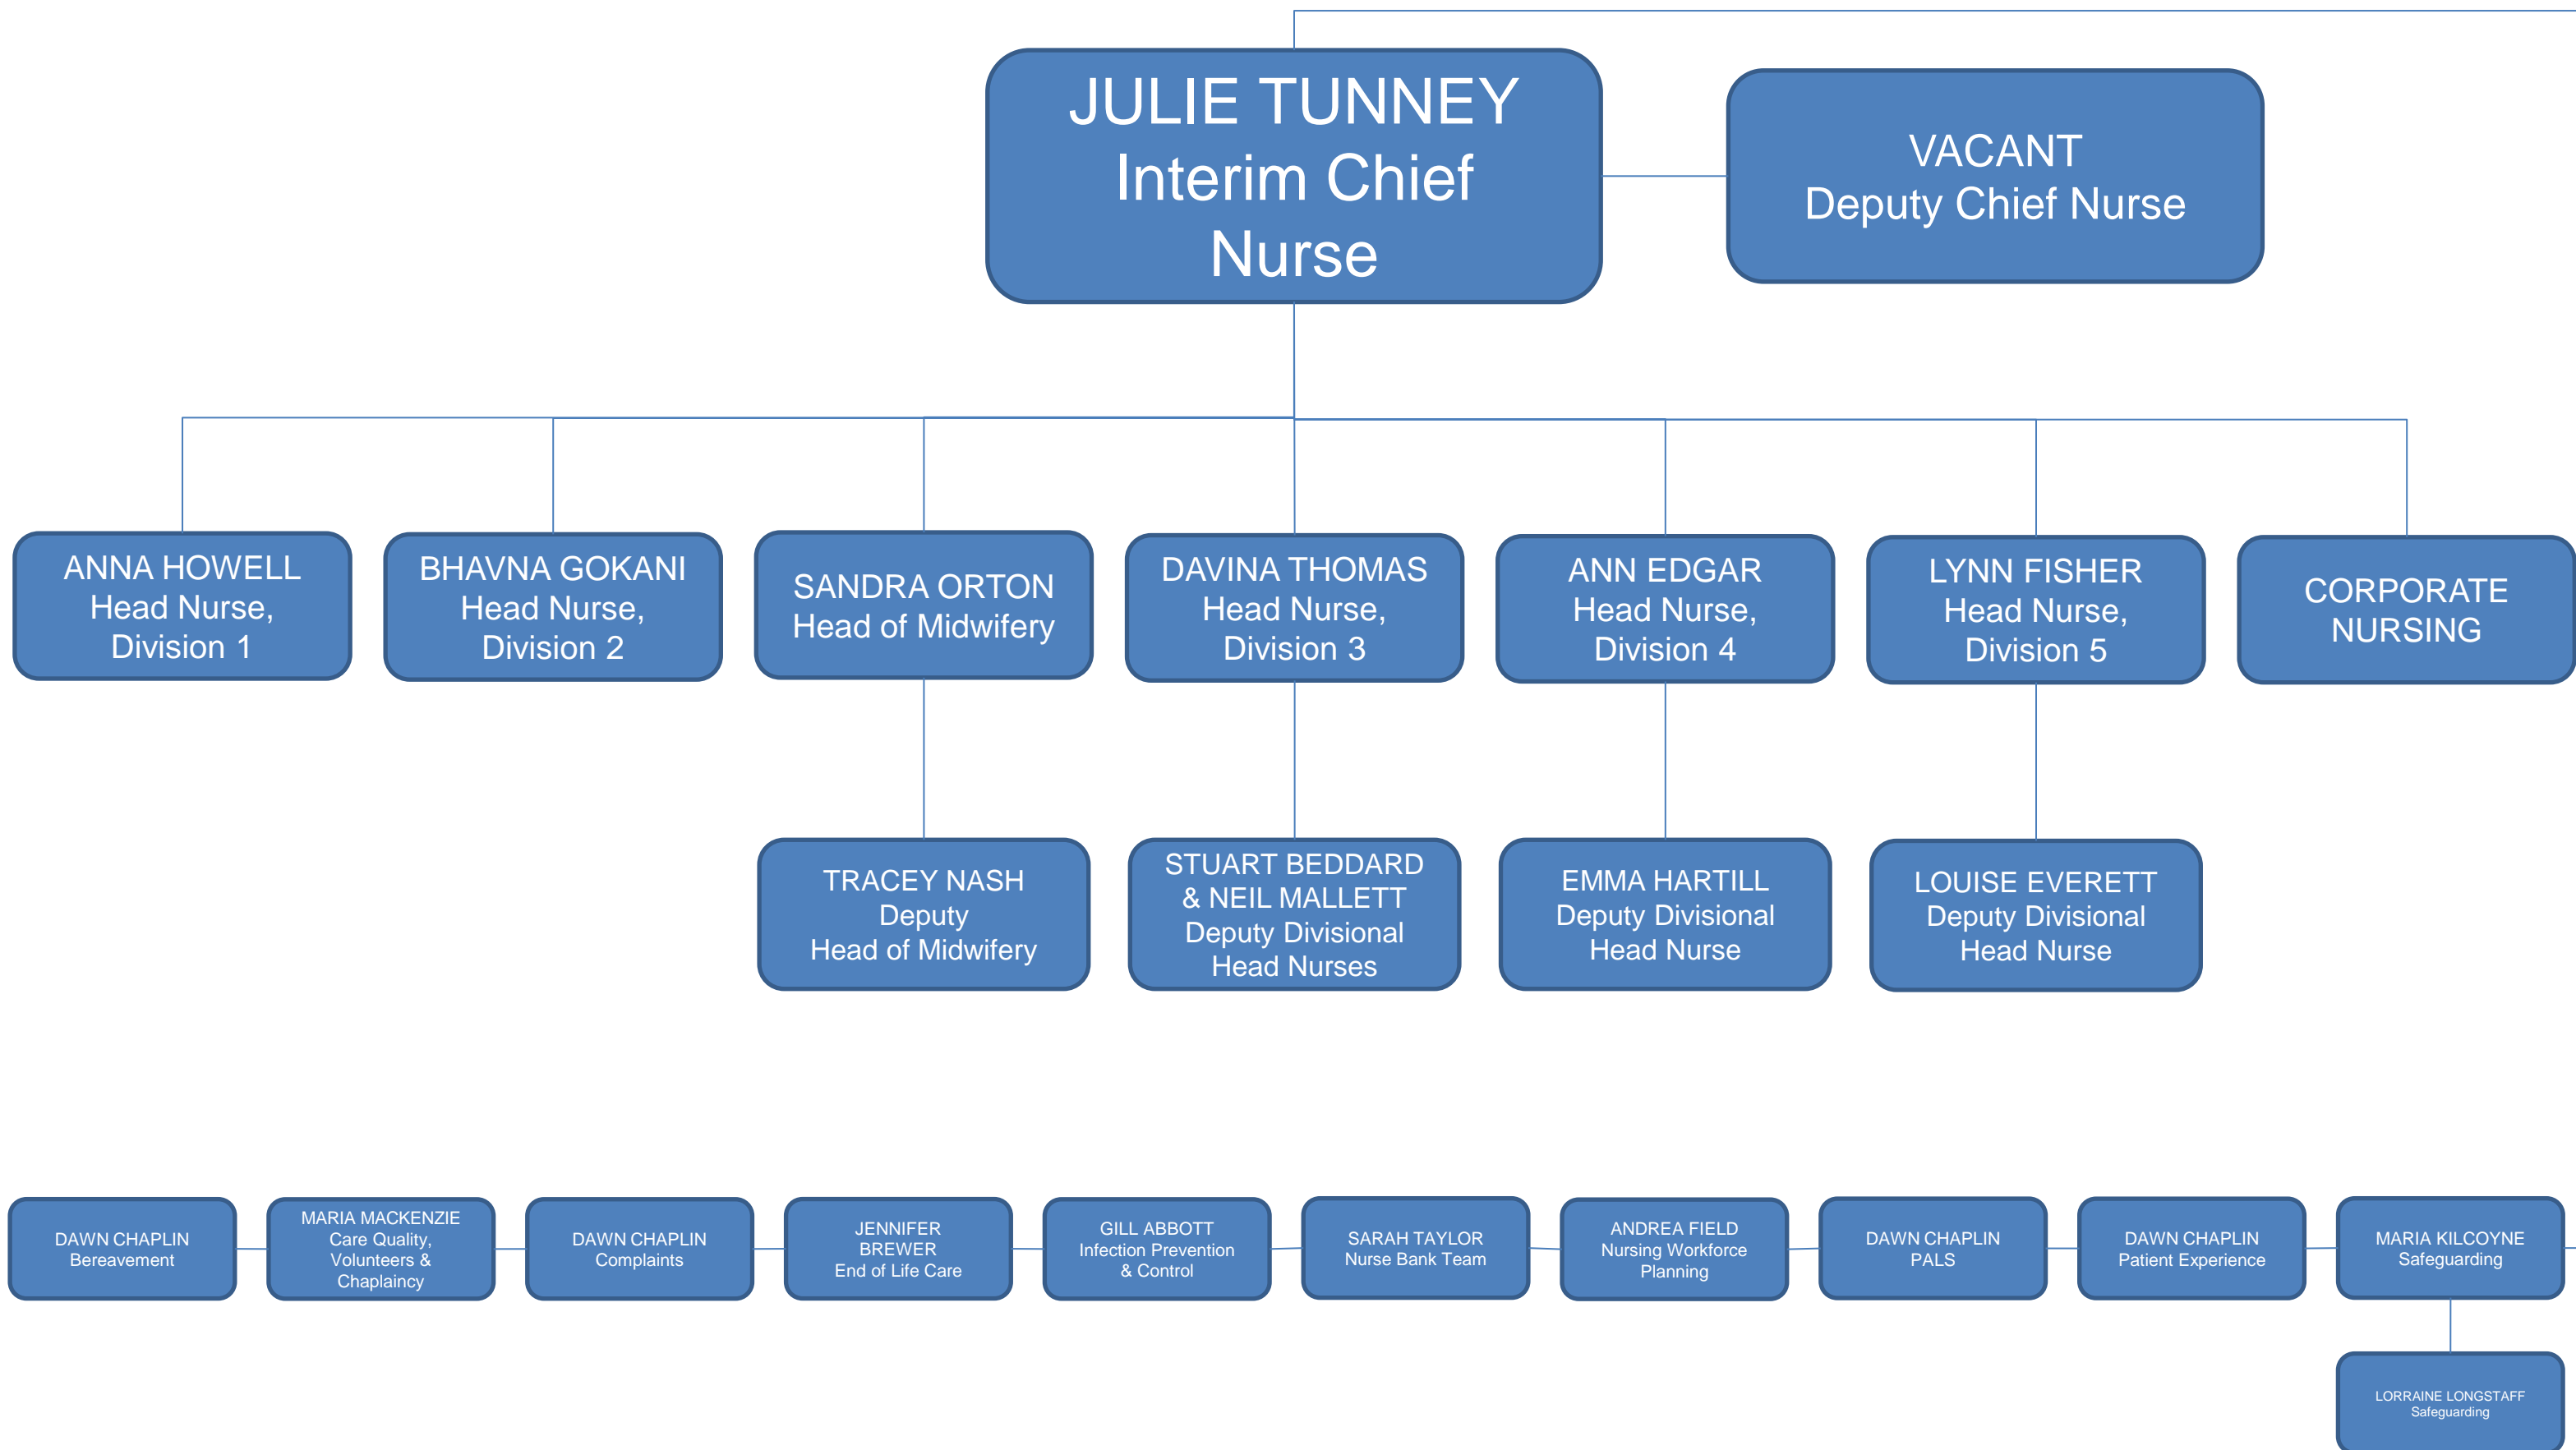 JULIE TUNNEY
Interim Chief
Nurse
VACANT
Deputy Chief Nurse
ANNA HOWELL
Head Nurse,
Division 1
BHAVNA GOKANI
Head Nurse,
Division 2
SANDRA ORTON
Head of Midwifery
DAVINA THOMAS
Head Nurse,
Division 3
ANN EDGAR
Head Nurse,
Division 4
LYNN FISHER
Head Nurse,
Division 5
CORPORATE
NURSING
TRACEY NASH
Deputy
Head of Midwifery
STUART BEDDARD
& NEIL MALLETT
Deputy Divisional
Head Nurses
EMMA HARTILL
Deputy Divisional
Head Nurse
LOUISE EVERETT
Deputy Divisional
Head Nurse
DAWN CHAPLIN
Bereavement
MARIA MACKENZIE
Care Quality,
Volunteers &
Chaplaincy
DAWN CHAPLIN
Complaints
JENNIFER
BREWER
End of Life Care
GILL ABBOTT
Infection Prevention
& Control
SARAH TAYLOR
Nurse Bank Team
ANDREA FIELD
Nursing Workforce
Planning
DAWN CHAPLIN
PALS
DAWN CHAPLIN
Patient Experience
MARIA KILCOYNE
Safeguarding
LORRAINE LONGSTAFF
Safeguarding